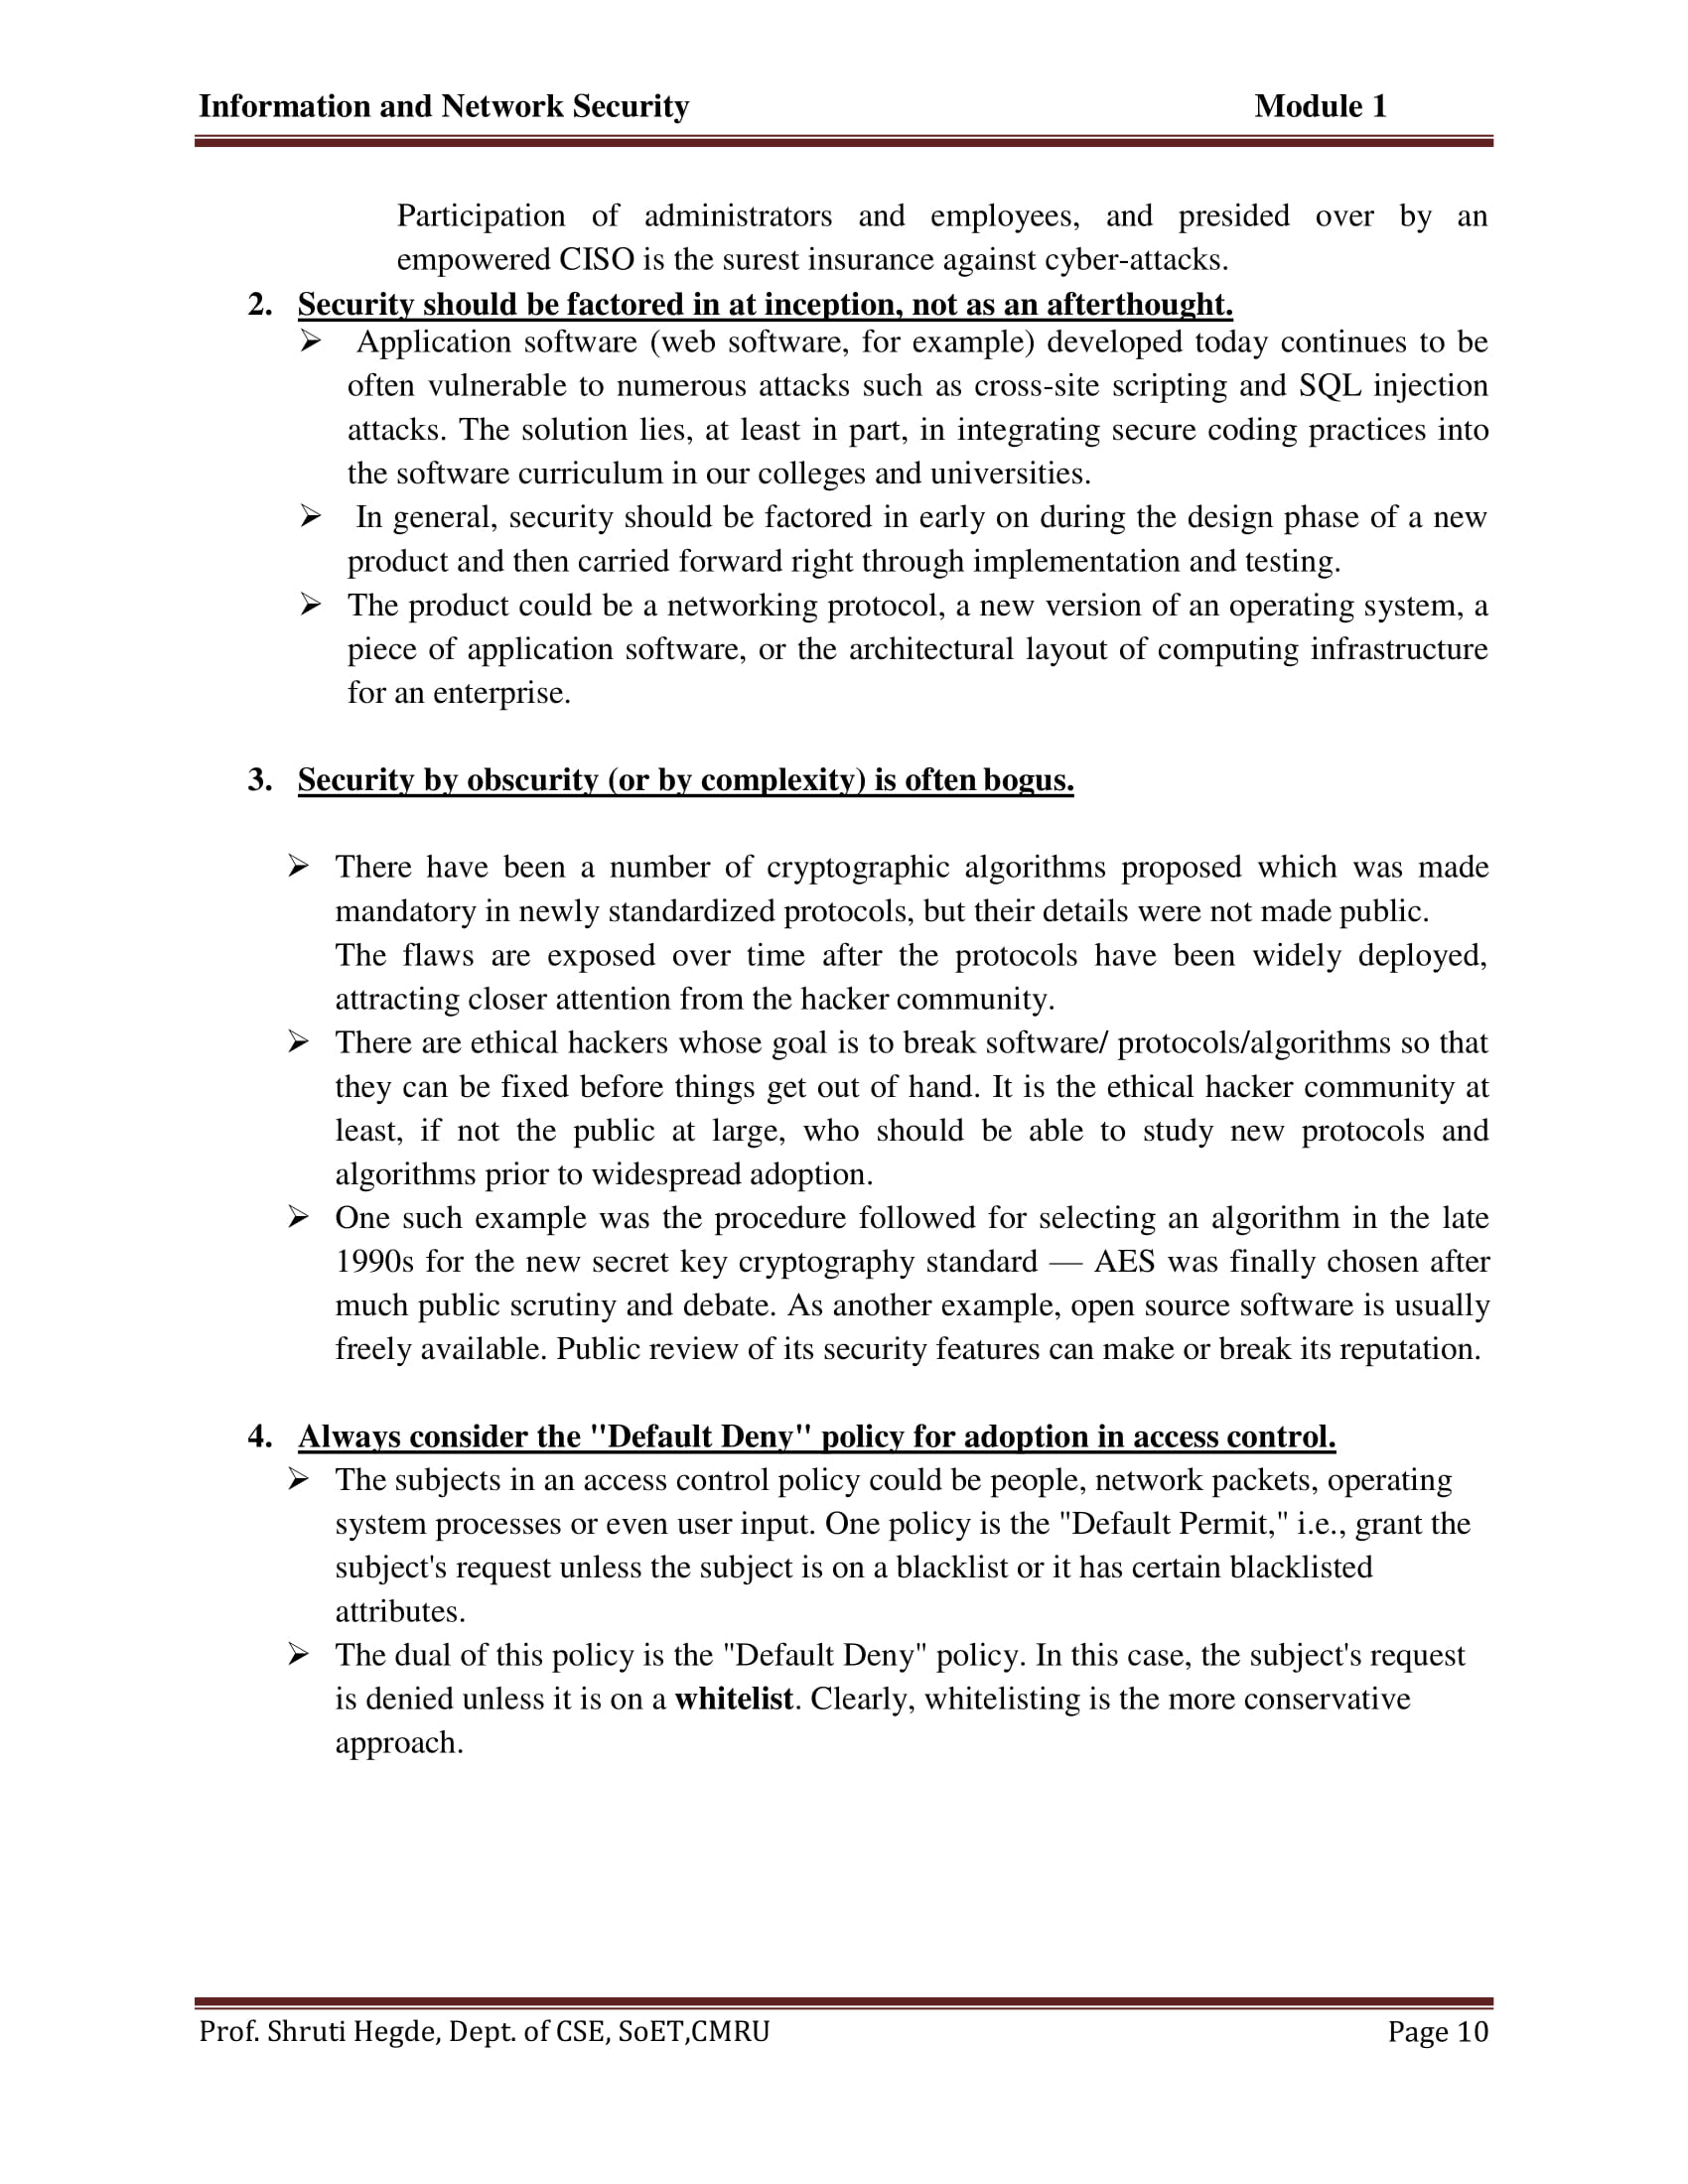 Information and Network Security Module 1
Participation of administrators and employees, and presided over by an
empowered CISO is the surest insurance against cyber-attacks.
2. Security should be factored in at inception, not as an afterthought.
➢ Application software (web software, for example) developed today continues to be
often vulnerable to numerous attacks such as cross-site scripting and SQL injection
attacks. The solution lies, at least in part, in integrating secure coding practices into
the software curriculum in our colleges and universities.
➢ In general, security should be factored in early on during the design phase of a new
product and then carried forward right through implementation and testing.
➢ The product could be a networking protocol, a new version of an operating system, a
piece of application software, or the architectural layout of computing infrastructure
for an enterprise.
3. Security by obscurity (or by complexity) is often bogus.
➢ There have been a number of cryptographic algorithms proposed which was made
mandatory in newly standardized protocols, but their details were not made public.
The flaws are exposed over time after the protocols have been widely deployed,
attracting closer attention from the hacker community.
➢ There are ethical hackers whose goal is to break software/ protocols/algorithms so that
they can be fixed before things get out of hand. It is the ethical hacker community at
least, if not the public at large, who should be able to study new protocols and
algorithms prior to widespread adoption.
➢ One such example was the procedure followed for selecting an algorithm in the late
1990s for the new secret key cryptography standard — AES was finally chosen after
much public scrutiny and debate. As another example, open source software is usually
freely available. Public review of its security features can make or break its reputation.
4. Always consider the "Default Deny" policy for adoption in access control.
➢ The subjects in an access control policy could be people, network packets, operating
system processes or even user input. One policy is the "Default Permit," i.e., grant the
subject's request unless the subject is on a blacklist or it has certain blacklisted
attributes.
➢ The dual of this policy is the "Default Deny" policy. In this case, the subject's request
is denied unless it is on a whitelist. Clearly, whitelisting is the more conservative
approach.
Prof. Shruti Hegde, Dept. of CSE, SoET,CMRU Page 10